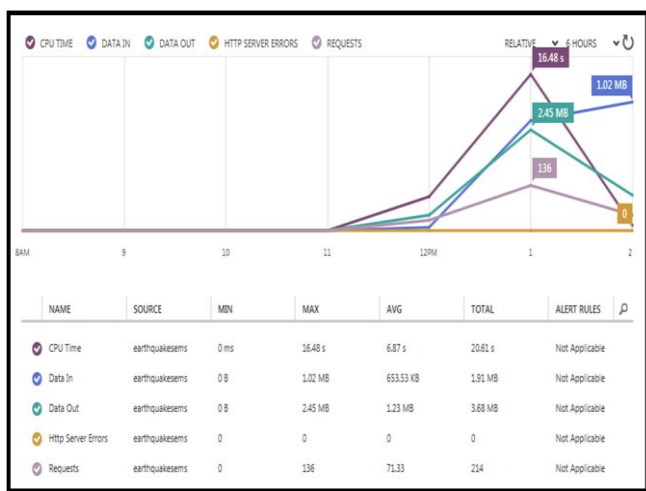 CPU TIME DATA IN DATA OUT HTTP SERVER ERRORS REQUESTS RELATIVE 6 HOURS
16.48 s
1.02 MB
2.45 MB
136
0
8AM 9 10 11 12PM 1 2
NAME SOURCE MIN MAX AVG TOTAL ALERT RULES
CPU Time earthquakesems 0 ms 16.48 s 6.87 s 20.61 s Not Applicable
Data In earthquakesems 0 B 1.02 MB 653.53 KB 1.91 MB Not Applicable
Data Out earthquakesems 0 B 2.45 MB 1.23 MB 3.68 MB Not Applicable
Http Server Errors earthquakesems 0 0 0 0 Not Applicable
Requests earthquakesems 0 136 71.33 214 Not Applicable